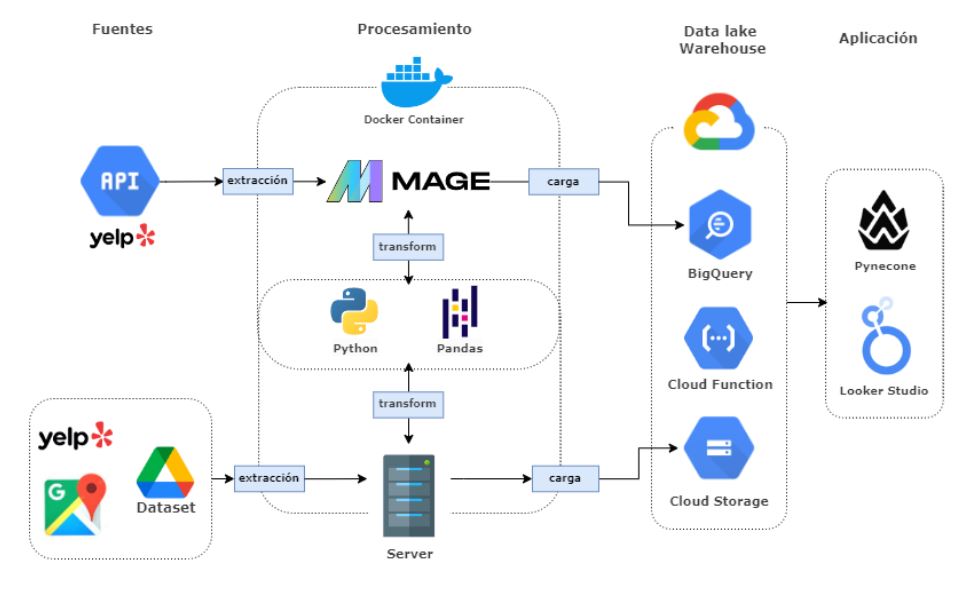 Fuentes
Procesamiento
Data lake
Warehouse
Aplicación
Docker Container
API
yelp
extracción
MAGE
carga
transform
BigQuery
Pynecone
Python
Pandas
Cloud Function
Looker Studio
transform
yelp
G
Dataset
extracción
Server
carga
Cloud Storage